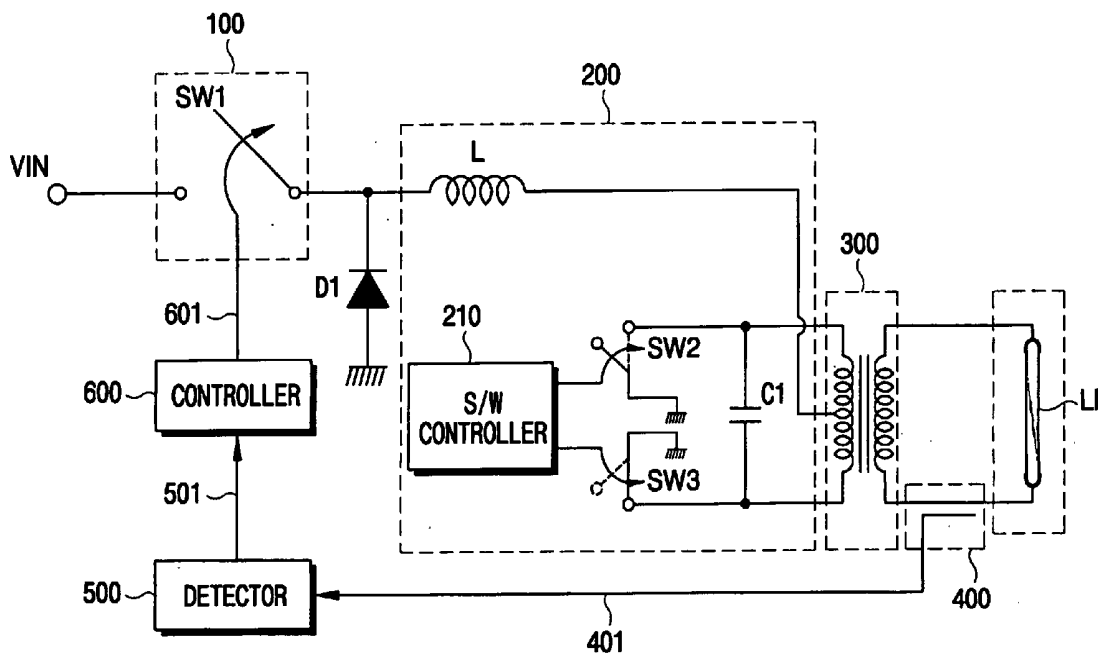 100
SW1
VIN
200
L
D1
300
601
210
SW2
600
CONTROLLER
S/W
CONTROLLER
C1
LP
501
SW3
500
DETECTOR
400
401